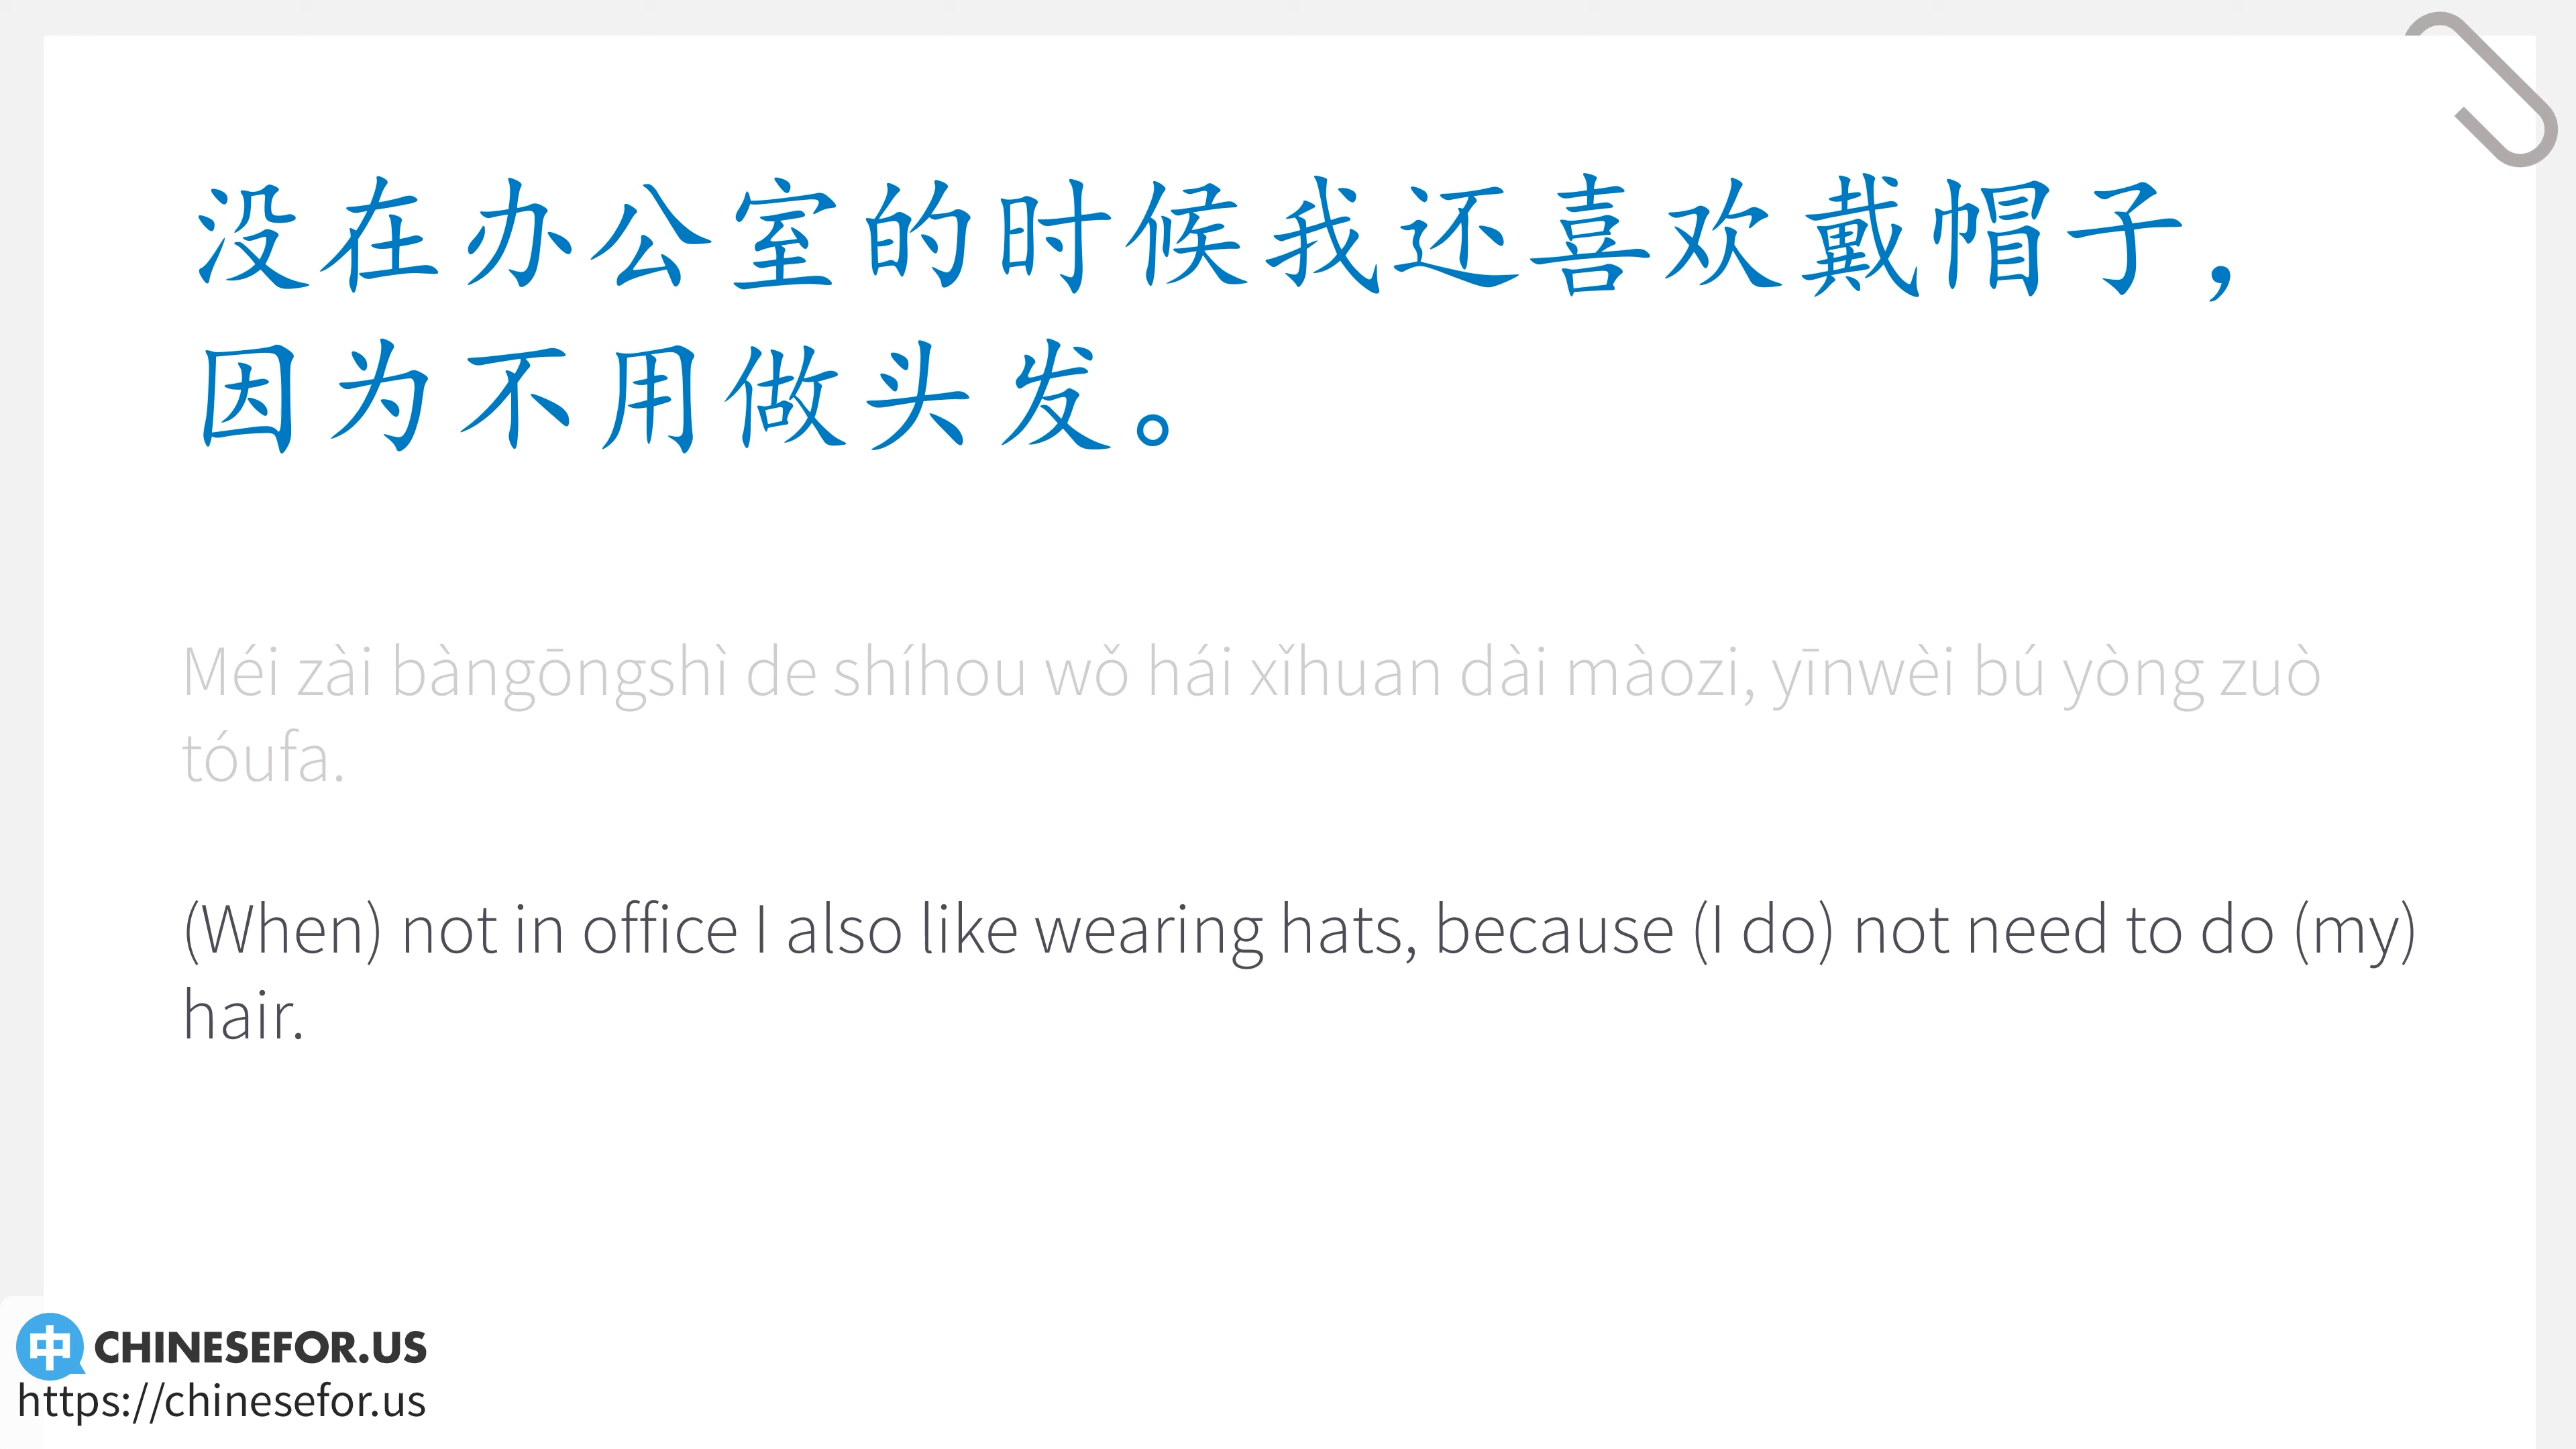 没在办公室的时候我还喜欢戴帽子，
因为不用做头发。
Méi zài bàngōngshì de shíhou wǒ hái xǐhuan dài màozi, yīnwèi bú yòng zuò
tóufa.
(When) not in office I also like wearing hats, because (I do) not need to do (my)
hair.
中 CHINESEFOR.US
https://chinesefor.us